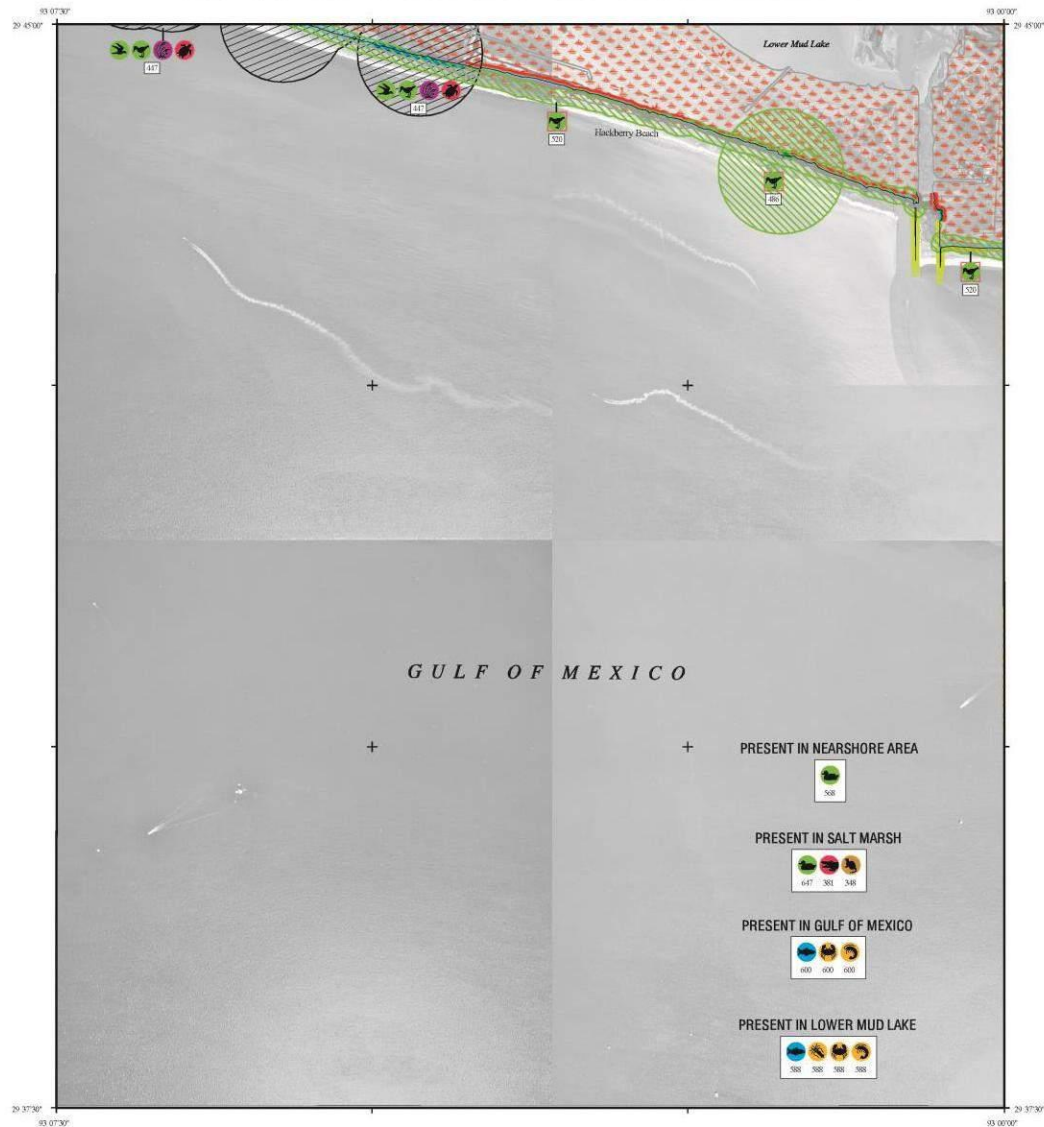 93 07'30"
93 00'00"
29 45'00"
29 45'00"
Lower Mud Lake
447
447
520
Hackberry Beach
486
520
GULF OF MEXICO
PRESENT IN NEARSHORE AREA
568
PRESENT IN SALT MARSH
647 381 348
PRESENT IN GULF OF MEXICO
600 600 600
PRESENT IN LOWER MUD LAKE
588 588 588 588
29 37'30"
29 37'30"
93 07'30"
93 00'00"